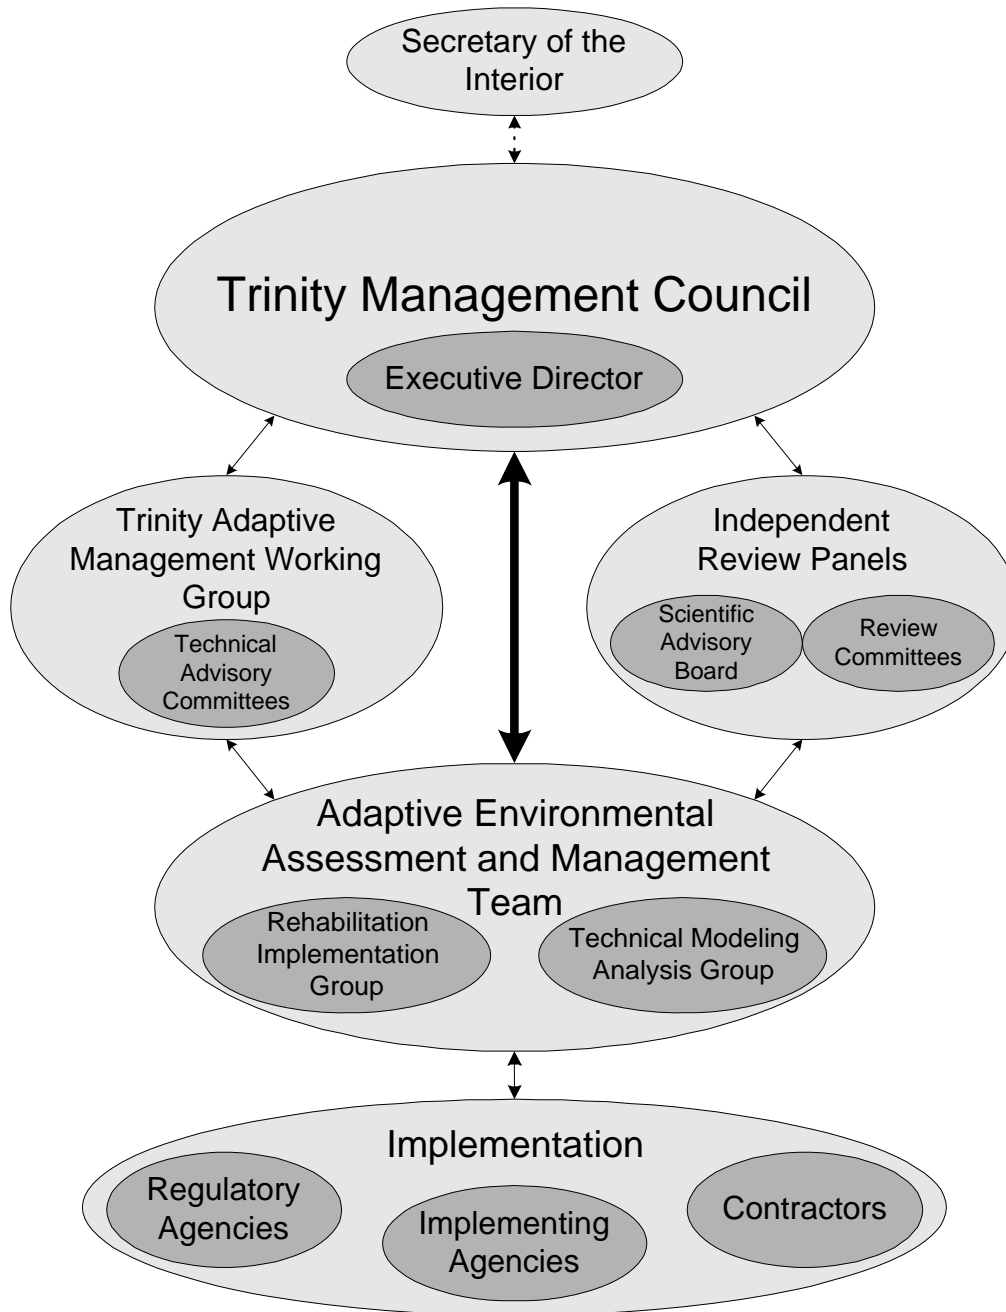 Secretary of the
Interior
Trinity Management Council
Executive Director
Trinity Adaptive
Management Working
Group
Technical
Advisory
Committees
Independent
Review Panels
Scientific
Advisory
Board
Review
Committees
Adaptive Environmental
Assessment and Management
Team
Rehabilitation
Implementation
Group
Technical Modeling
Analysis Group
Implementation
Regulatory
Agencies
Implementing
Agencies
Contractors